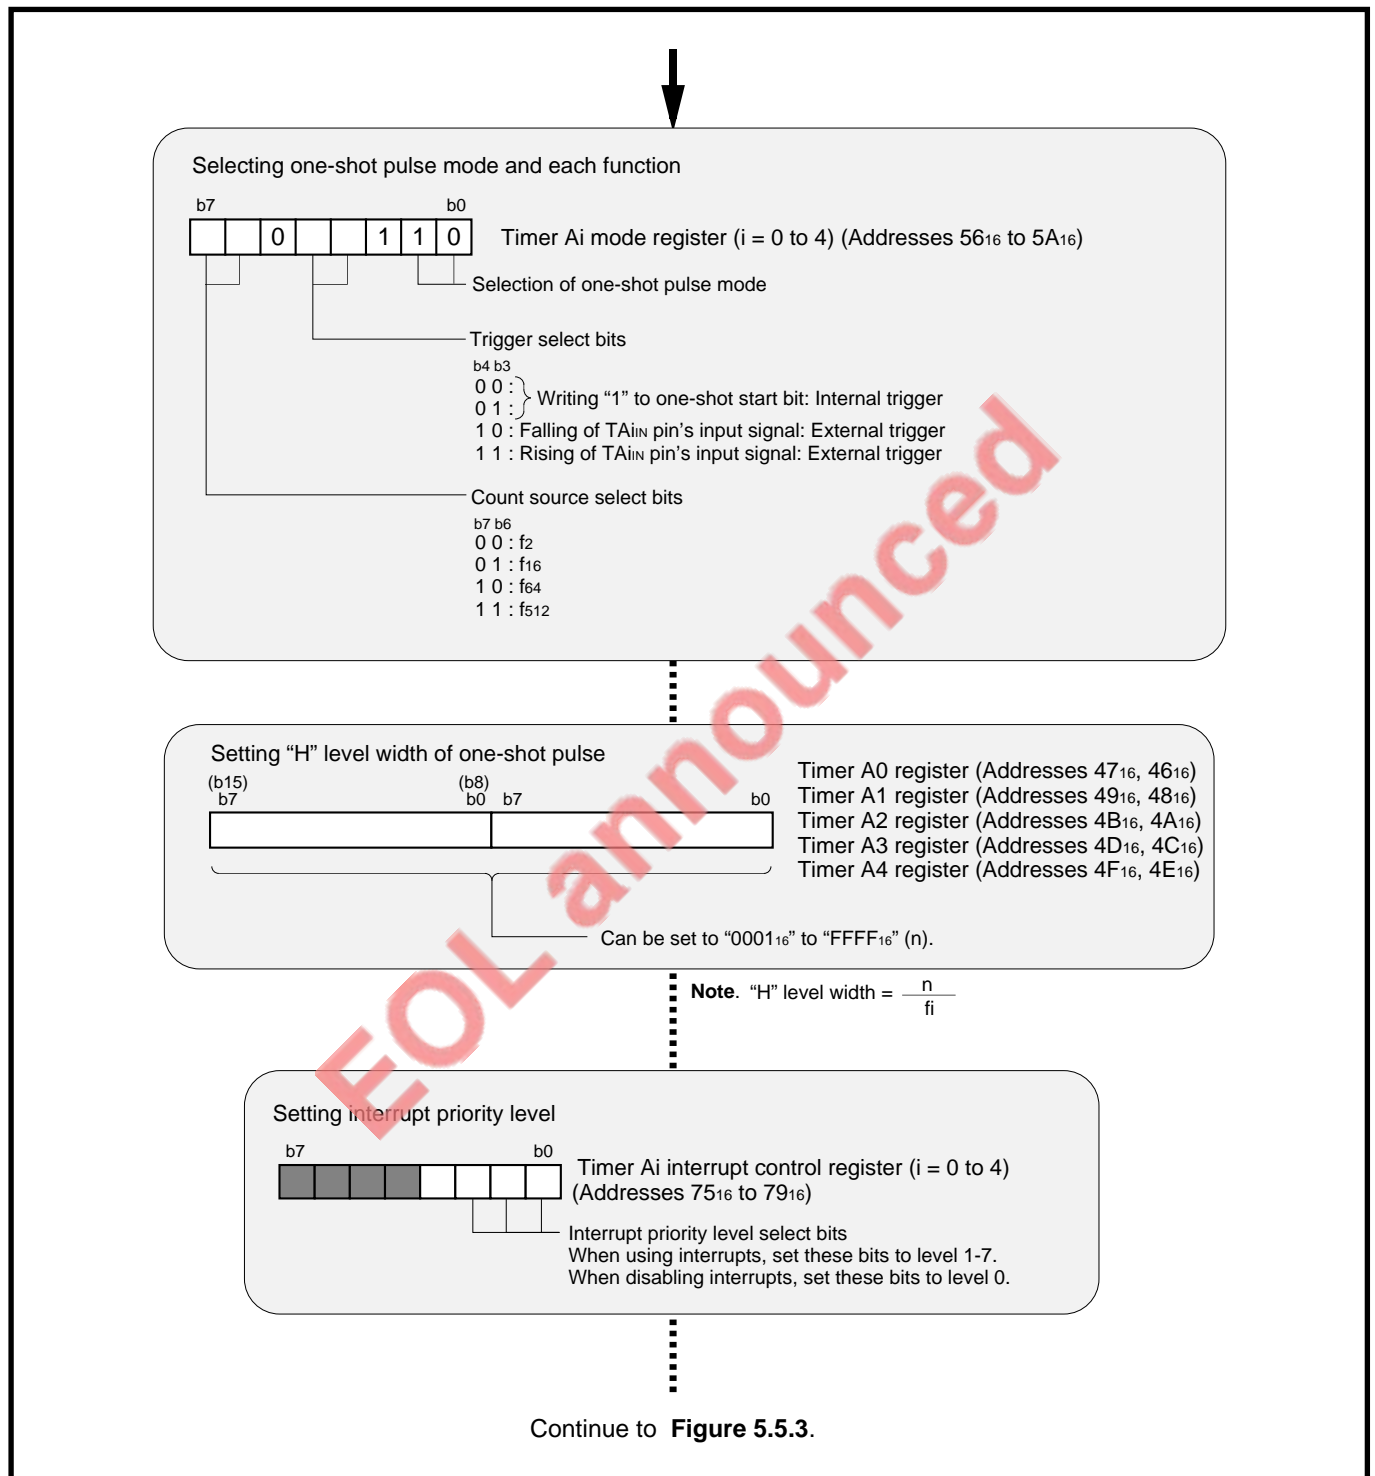 Selecting one-shot pulse mode and each function
b7 b0
0 1 1 0 Timer Ai mode register (i = 0 to 4) (Addresses 5616 to 5A16)
Selection of one-shot pulse mode
Trigger select bits
b4 b3
0 0 :
0 1 :
Writing “1” to one-shot start bit: Internal trigger
1 0 : Falling of TAiIN pin’s input signal: External trigger
1 1 : Rising of TAiIN pin’s input signal: External trigger
Count source select bits
b7 b6
0 0 : f2
0 1 : f16
1 0 : f64
1 1 : f512
Setting “H” level width of one-shot pulse
(b15) (b8)
b7 b0 b7 b0
Timer A0 register (Addresses 4716, 4616)
Timer A1 register (Addresses 4916, 4816)
Timer A2 register (Addresses 4B16, 4A16)
Timer A3 register (Addresses 4D16, 4C16)
Timer A4 register (Addresses 4F16, 4E16)
Can be set to “000116” to “FFFF16” (n).
Note. “H” level width = n
fi
Setting interrupt priority level
b7 b0
Timer Ai interrupt control register (i = 0 to 4)
(Addresses 7516 to 7916)
Interrupt priority level select bits
When using interrupts, set these bits to level 1-7.
When disabling interrupts, set these bits to level 0.
Continue to Figure 5.5.3.
EOL announced